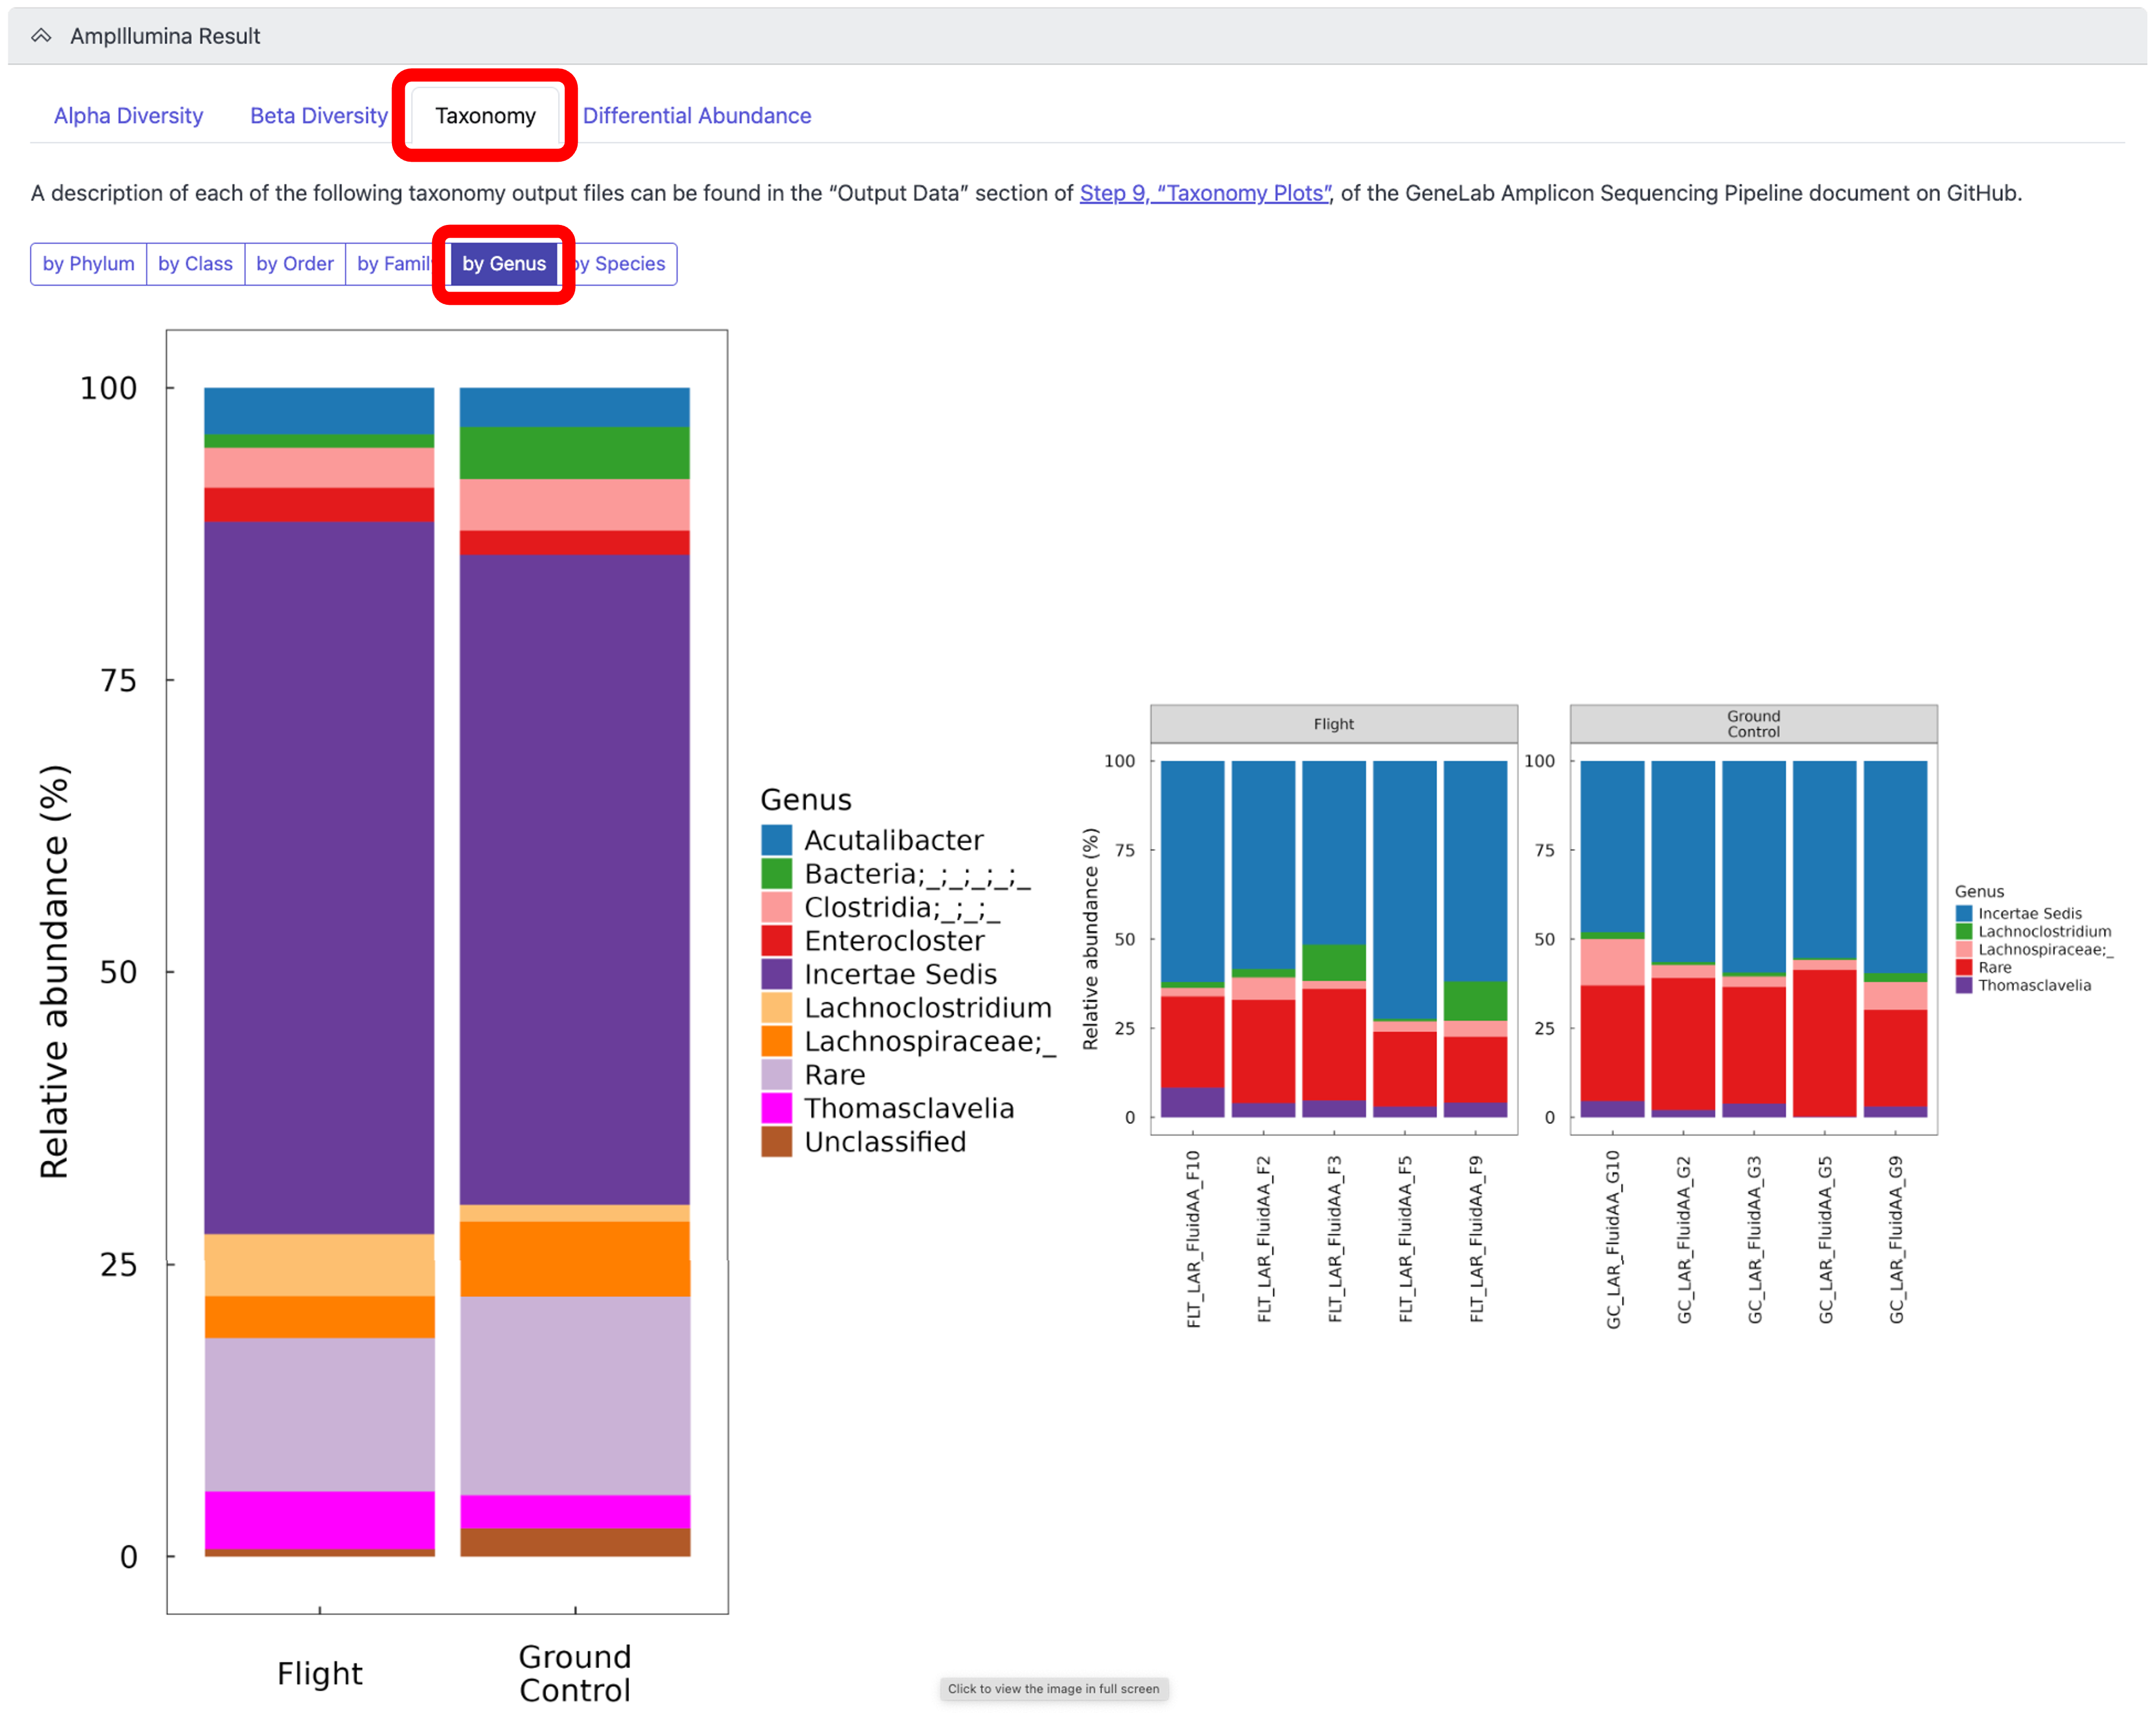 AmpIllumina Result
Alpha Diversity
Beta Diversity
Taxonomy
Differential Abundance
A description of each of the following taxonomy output files can be found in the “Output Data” section of Step 9, “Taxonomy Plots”, of the GeneLab Amplicon Sequencing Pipeline document on GitHub.
by Phylum
by Class
by Order
by Famil
by Genus
by Species
Relative abundance (%)
100
75
50
25
0
Flight
Ground
Control
Genus
Acutalibacter
Bacteria;_;_;_;_;_
Clostridia;_;_;_
Enterocloster
Incertae Sedis
Lachnoclostridium
Lachnospiraceae;_
Rare
Thomasclavelia
Unclassified
Relative abundance (%)
Flight
100
75
50
25
0
FLT_LAR_FluidAA_F10
FLT_LAR_FluidAA_F2
FLT_LAR_FluidAA_F3
FLT_LAR_FluidAA_F5
FLT_LAR_FluidAA_F9
Ground
Control
100
75
50
25
0
GC_LAR_FluidAA_G10
GC_LAR_FluidAA_G2
GC_LAR_FluidAA_G3
GC_LAR_FluidAA_G5
GC_LAR_FluidAA_G9
Genus
Incertae Sedis
Lachnoclostridium
Lachnospiraceae;_
Rare
Thomasclavelia
Click to view the image in full screen